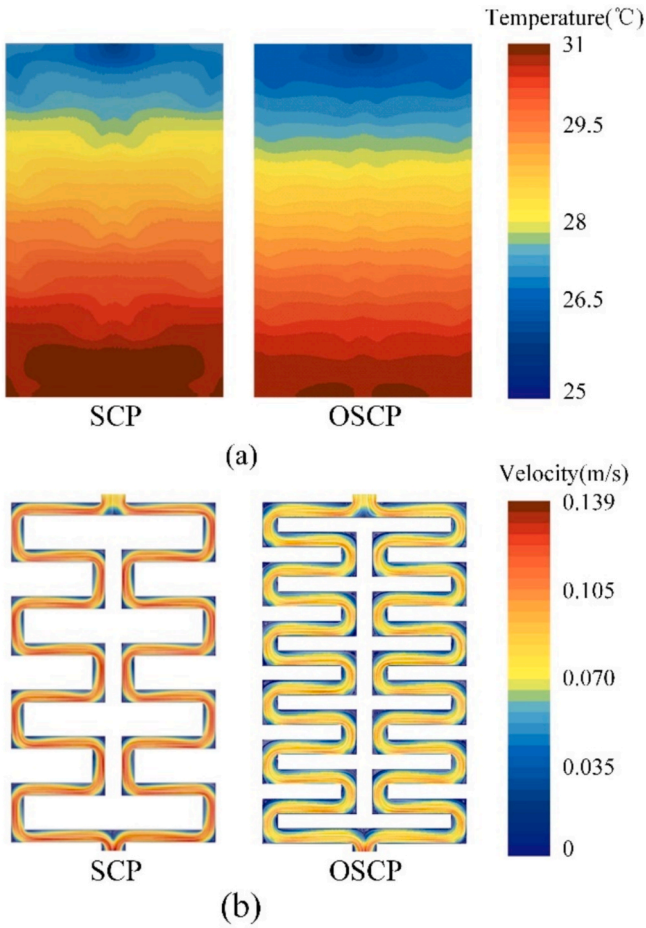 Temperature(℃)
31
29.5
28
26.5
25
SCP
OSCP
(a)
Velocity(m/s)
0.139
0.105
0.070
0.035
0
SCP
OSCP
(b)